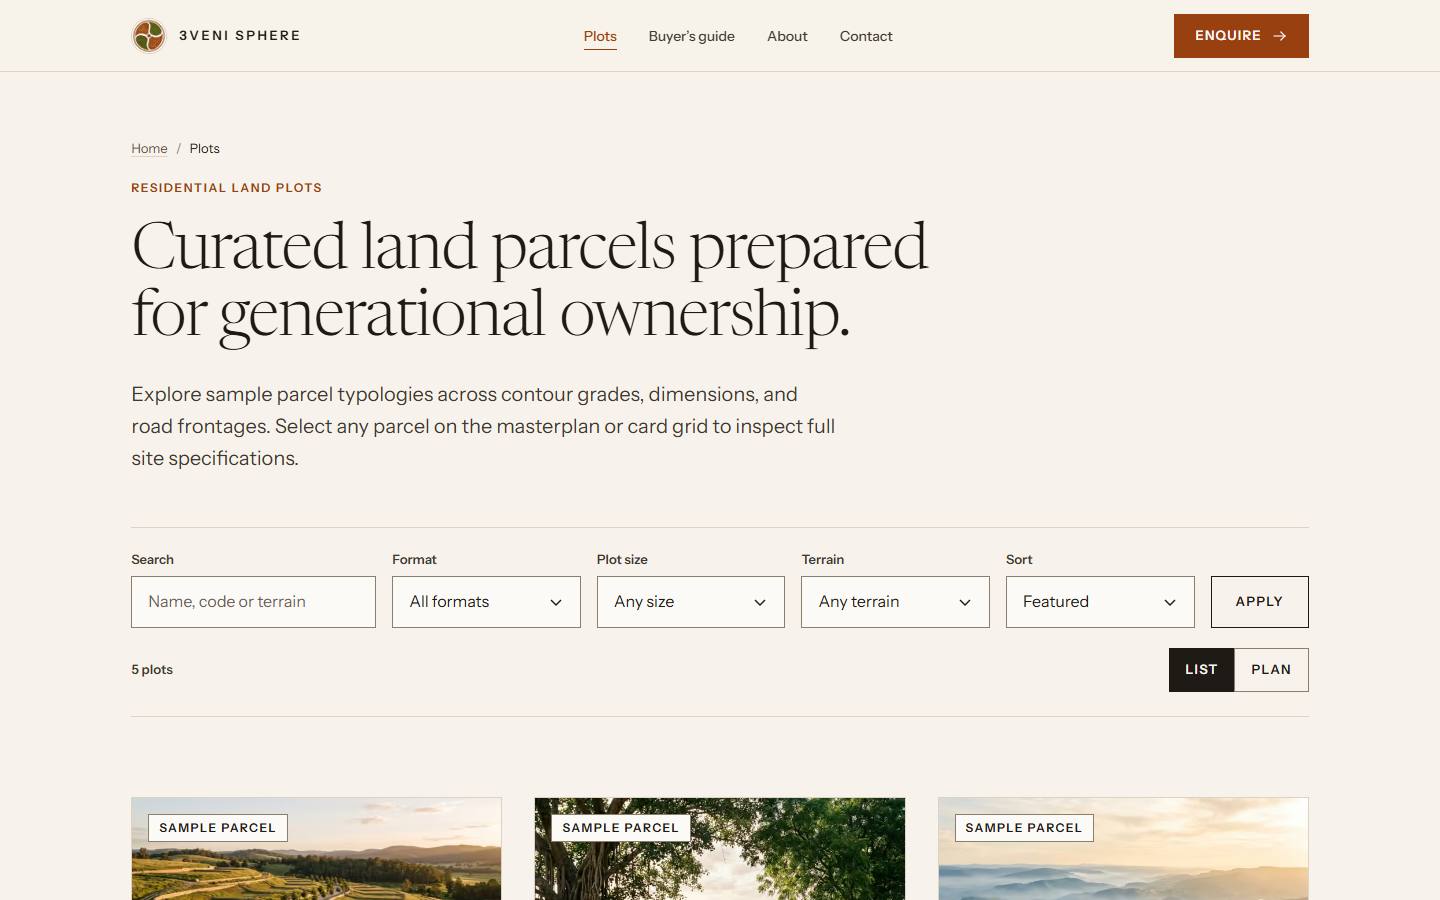 3VENI SPHERE
Plots
Buyer's guide
About
Contact
ENQUIRE →
Home / Plots
RESIDENTIAL LAND PLOTS
Curated land parcels prepared
for generational ownership.
Explore sample parcel typologies across contour grades, dimensions, and
road frontages. Select any parcel on the masterplan or card grid to inspect full
site specifications.
Search
Format
Plot size
Terrain
Sort
Name, code or terrain
All formats
Any size
Any terrain
Featured
APPLY
5 plots
LIST
PLAN
SAMPLE PARCEL
SAMPLE PARCEL
SAMPLE PARCEL